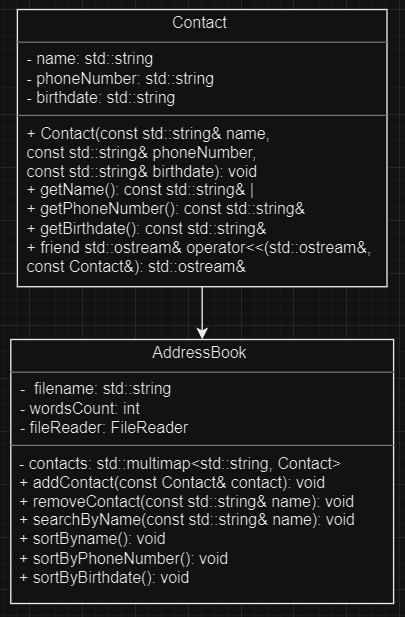 Contact
- name: std::string
- phoneNumber: std::string
- birthdate: std::string
+ Contact(const std::string& name,
const std::string& phoneNumber,
const std::string& birthdate): void
+ getName(): const std::string& |
+ getPhoneNumber(): const std::string&
+ getBirthdate(): const std::string&
+ friend std::ostream& operator<<(std::ostream&,
const Contact&): std::ostream&
AddressBook
- filename: std::string
- wordsCount: int
- fileReader: FileReader
- contacts: std::multimap<std::string, Contact>
+ addContact(const Contact& contact): void
+ removeContact(const std::string& name): void
+ searchByName(const std::string& name): void
+ sortByname(): void
+ sortByPhoneNumber(): void
+ sortByBirthdate(): void